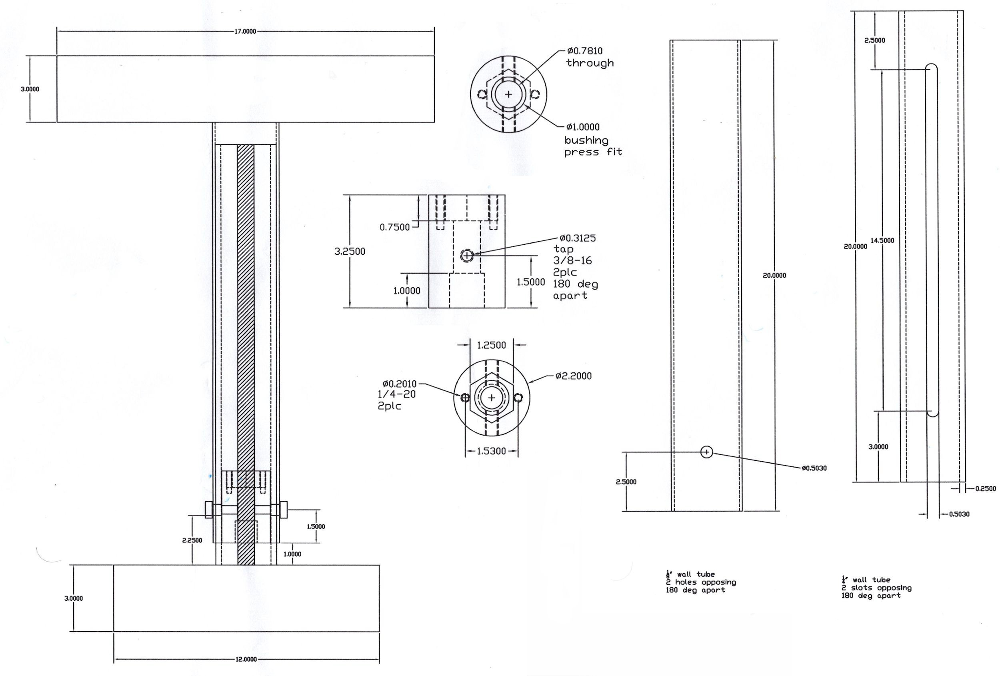 17.0000
3.0000
ø0.7810
through
ø1.0000
bushing
press fit
0.7500
3.2500
1.0000
ø0.3125
tap
3/8-16
2plc
180 deg
apart
1.5000
1.2500
ø2.2000
ø0.2010
1/4-20
2plc
1.5300
2.2500
1.5000
1.0000
3.0000
12.0000
20.0000
2.5000
ø0.5030
1/8" wall tube
2 holes opposing
180 deg apart
2.5000
20.0000
14.5000
3.0000
0.2500
0.5030
1/4" wall tube
2 slots opposing
180 deg apart